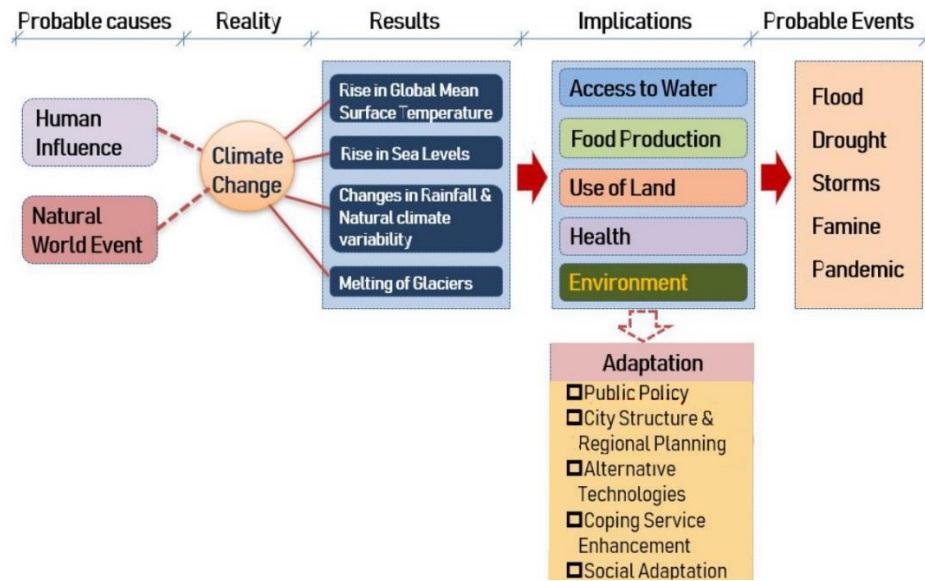 Probable causes
Reality
Results
Implications
Probable Events
Human
Influence
Natural
World Event
Climate
Change
Rise in Global Mean
Surface Temperature
Rise in Sea Levels
Changes in Rainfall &
Natural climate
variability
Melting of Glaciers
Access to Water
Food Production
Use of Land
Health
Environment
Flood
Drought
Storms
Famine
Pandemic
Adaptation
Public Policy
City Structure &
Regional Planning
Alternative
Technologies
Coping Service
Enhancement
Social Adaptation